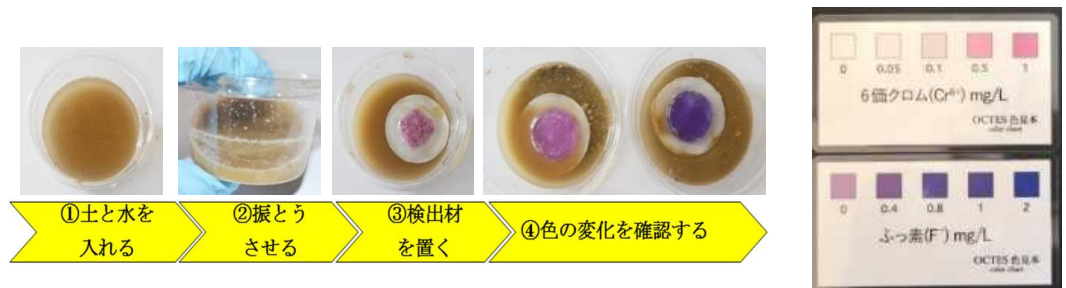 ①土と水を
入れる
②振とう
させる
③検出材
を置く
④色の変化を確認する
0 0.05 0.1 0.5 1
6価クロム(Cr⁶⁺) mg/L
OCTES 色見本
color chart
0 0.4 0.8 1 2
ふっ素(F⁻) mg/L
OCTES 色見本
color chart